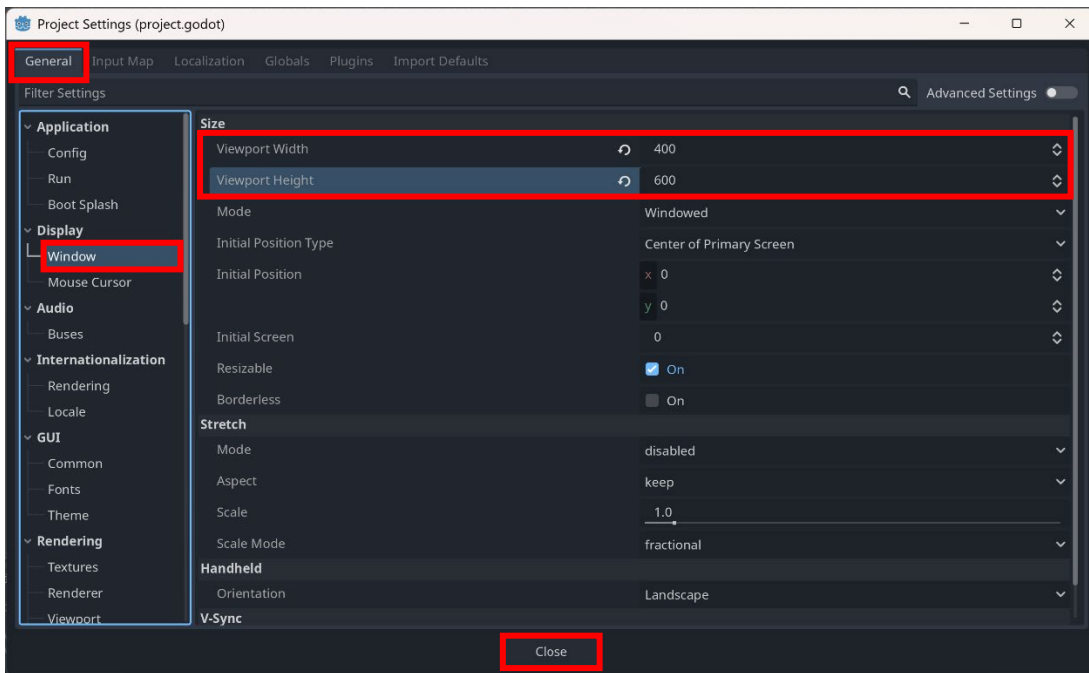 Project Settings (project.godot)
General Input Map Localization Globals Plugins Import Defaults
Filter Settings Advanced Settings
Application
Config
Run
Boot Splash
Display
Window
Mouse Cursor
Audio
Buses
Internationalization
Rendering
Locale
GUI
Common
Fonts
Theme
Rendering
Textures
Renderer
Viewport
Size
Viewport Width 400
Viewport Height 600
Mode Windowed
Initial Position Type Center of Primary Screen
Initial Position x 0
y 0
Initial Screen 0
Resizable On
Borderless On
Stretch
Mode disabled
Aspect keep
Scale 1.0
Scale Mode fractional
Handheld
Orientation Landscape
V-Sync
Close